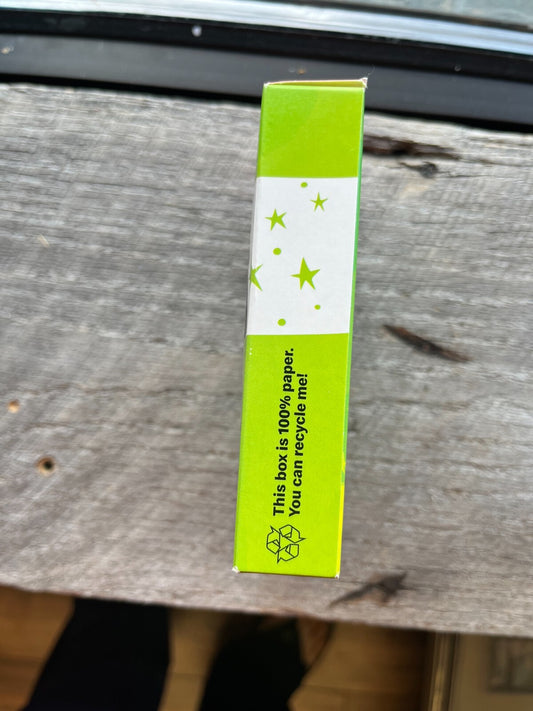 This box is 100% paper.
You can recycle me!